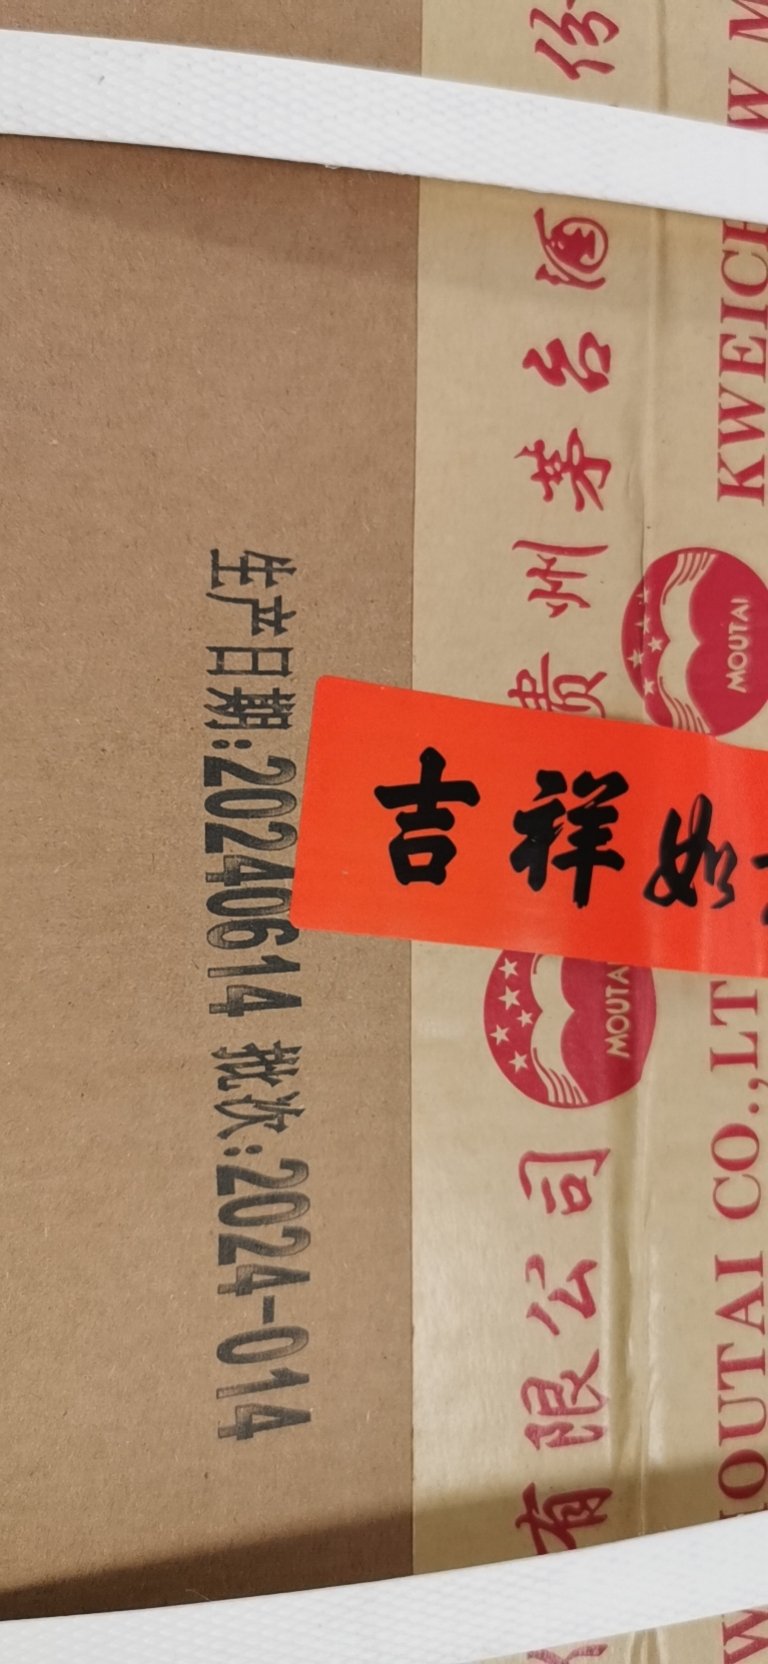 生产日期:20240614 批次:2024-014
有限公司
贵州茅台酒
份
OUTAI CO.,LT
KWEICH
MOUTAI
MOUTAI
吉祥如